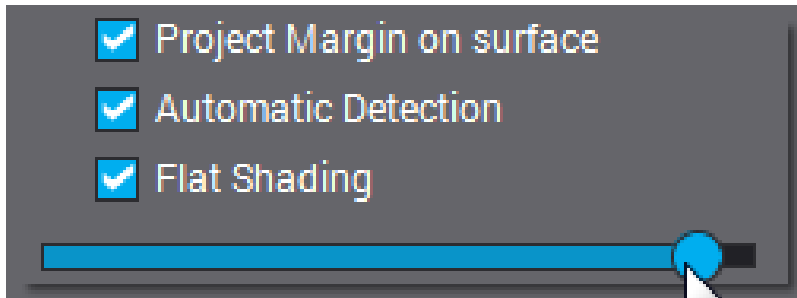 Project Margin on surface
Automatic Detection
Flat Shading